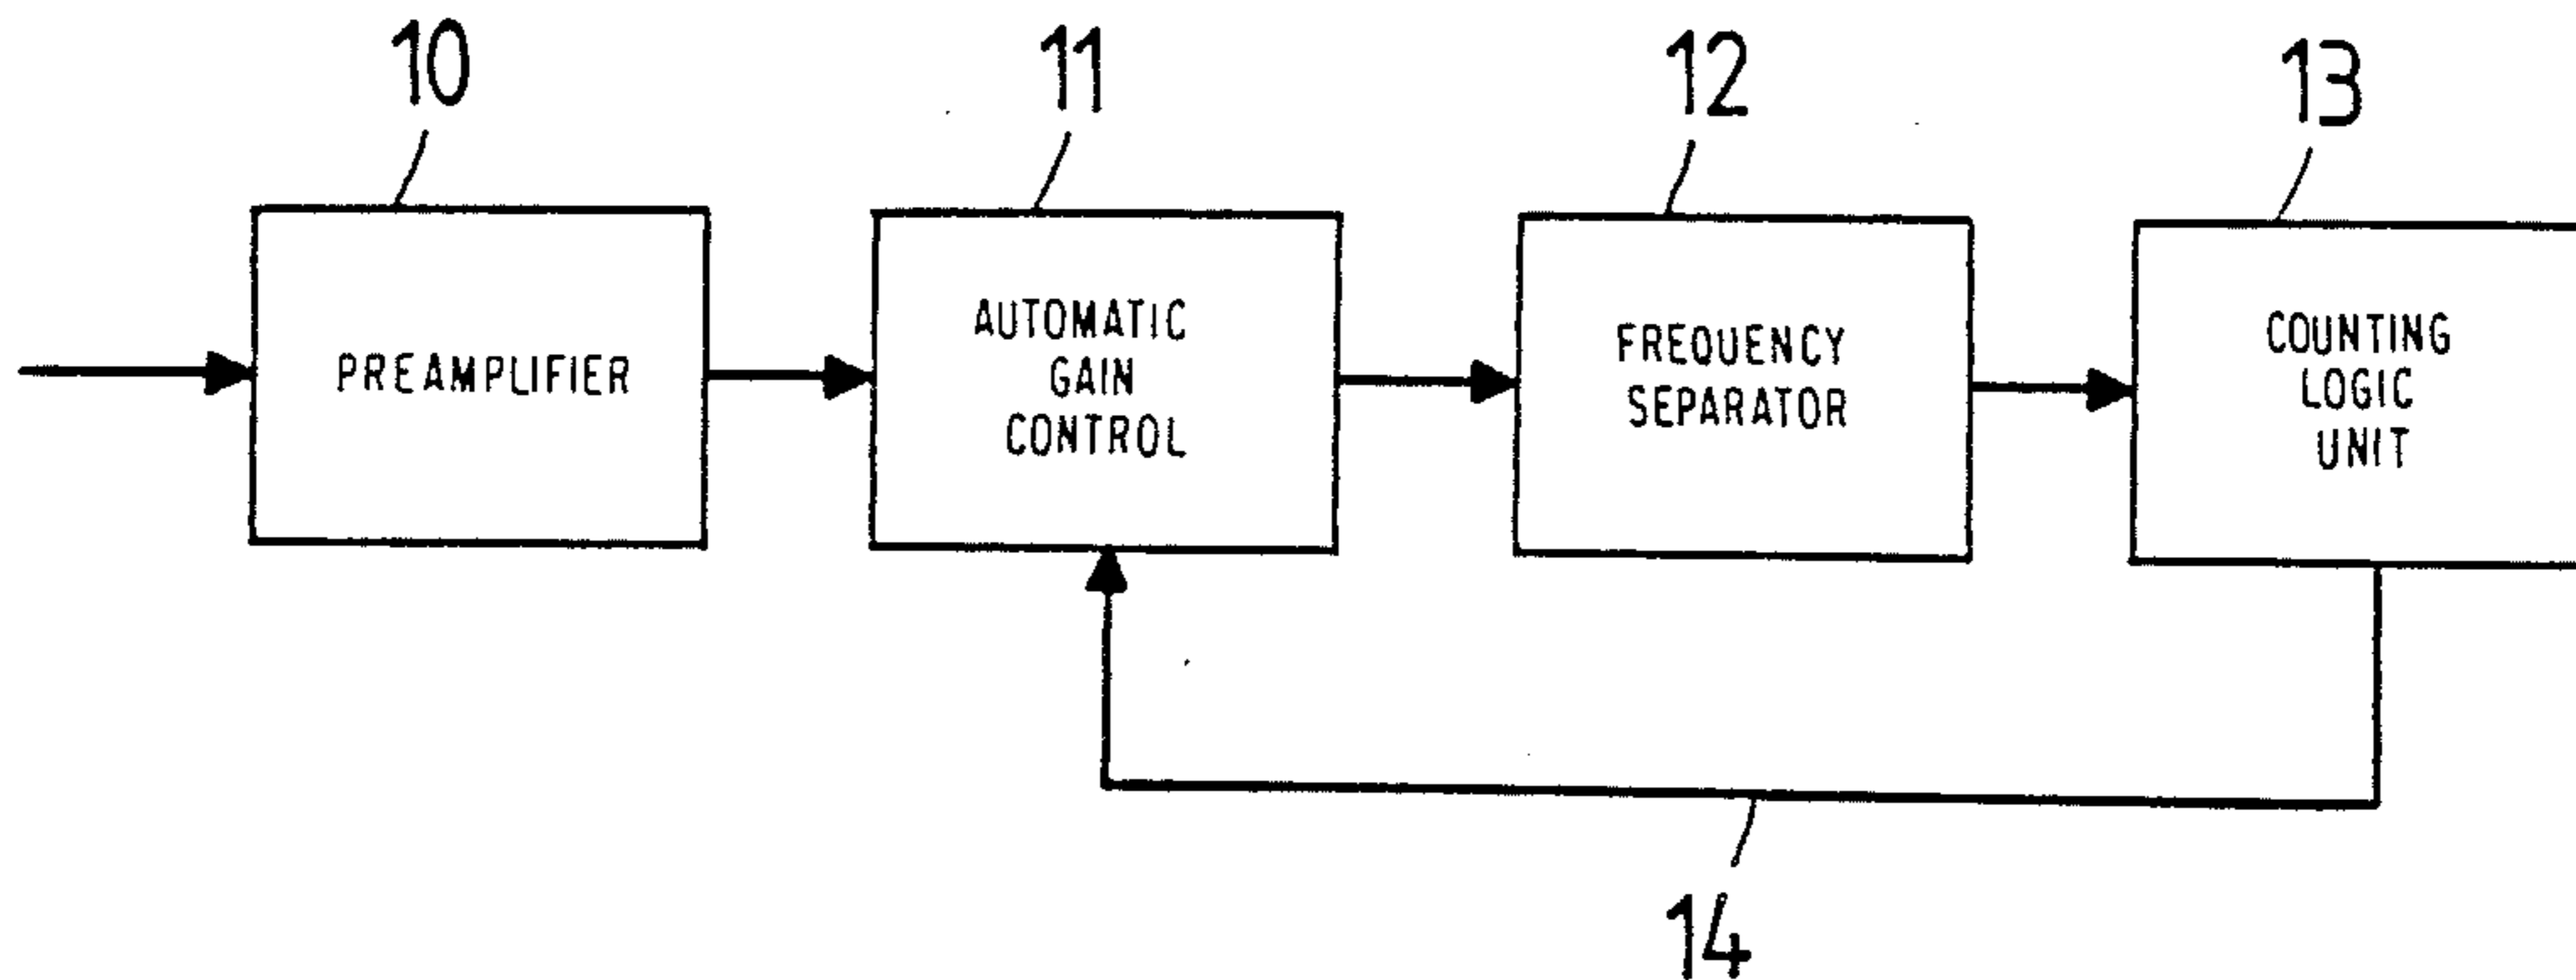 10
11
12
13
PREAMPLIFIER
AUTOMATIC
GAIN
CONTROL
FREQUENCY
SEPARATOR
COUNTING
LOGIC
UNIT
14